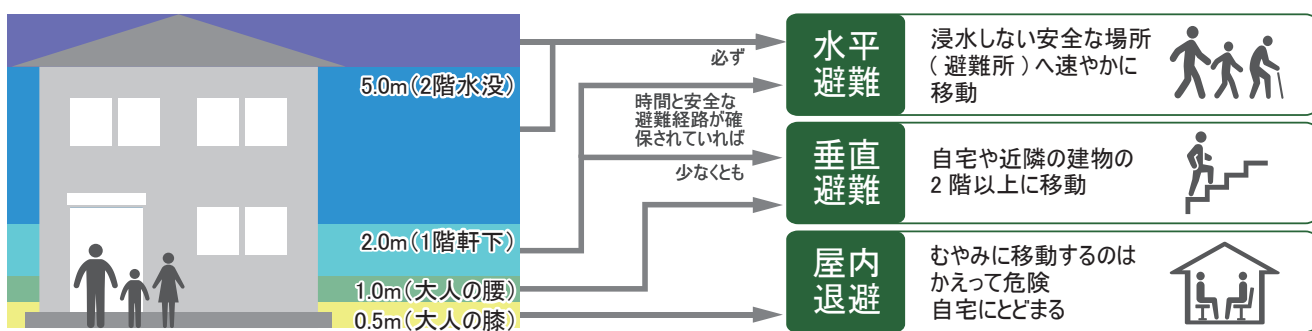 5.0m(2階水没)
2.0m(1階軒下)
1.0m(大人の腰)
0.5m(大人の膝)
必ず
時間と安全な
避難経路が確
保されていれば
少なくとも
水平
避難
浸水しない安全な場所
(避難所)へ速やかに
移動
垂直
避難
自宅や近隣の建物の
2階以上に移動
屋内
退避
むやみに移動するのは
かえって危険
自宅にとどまる